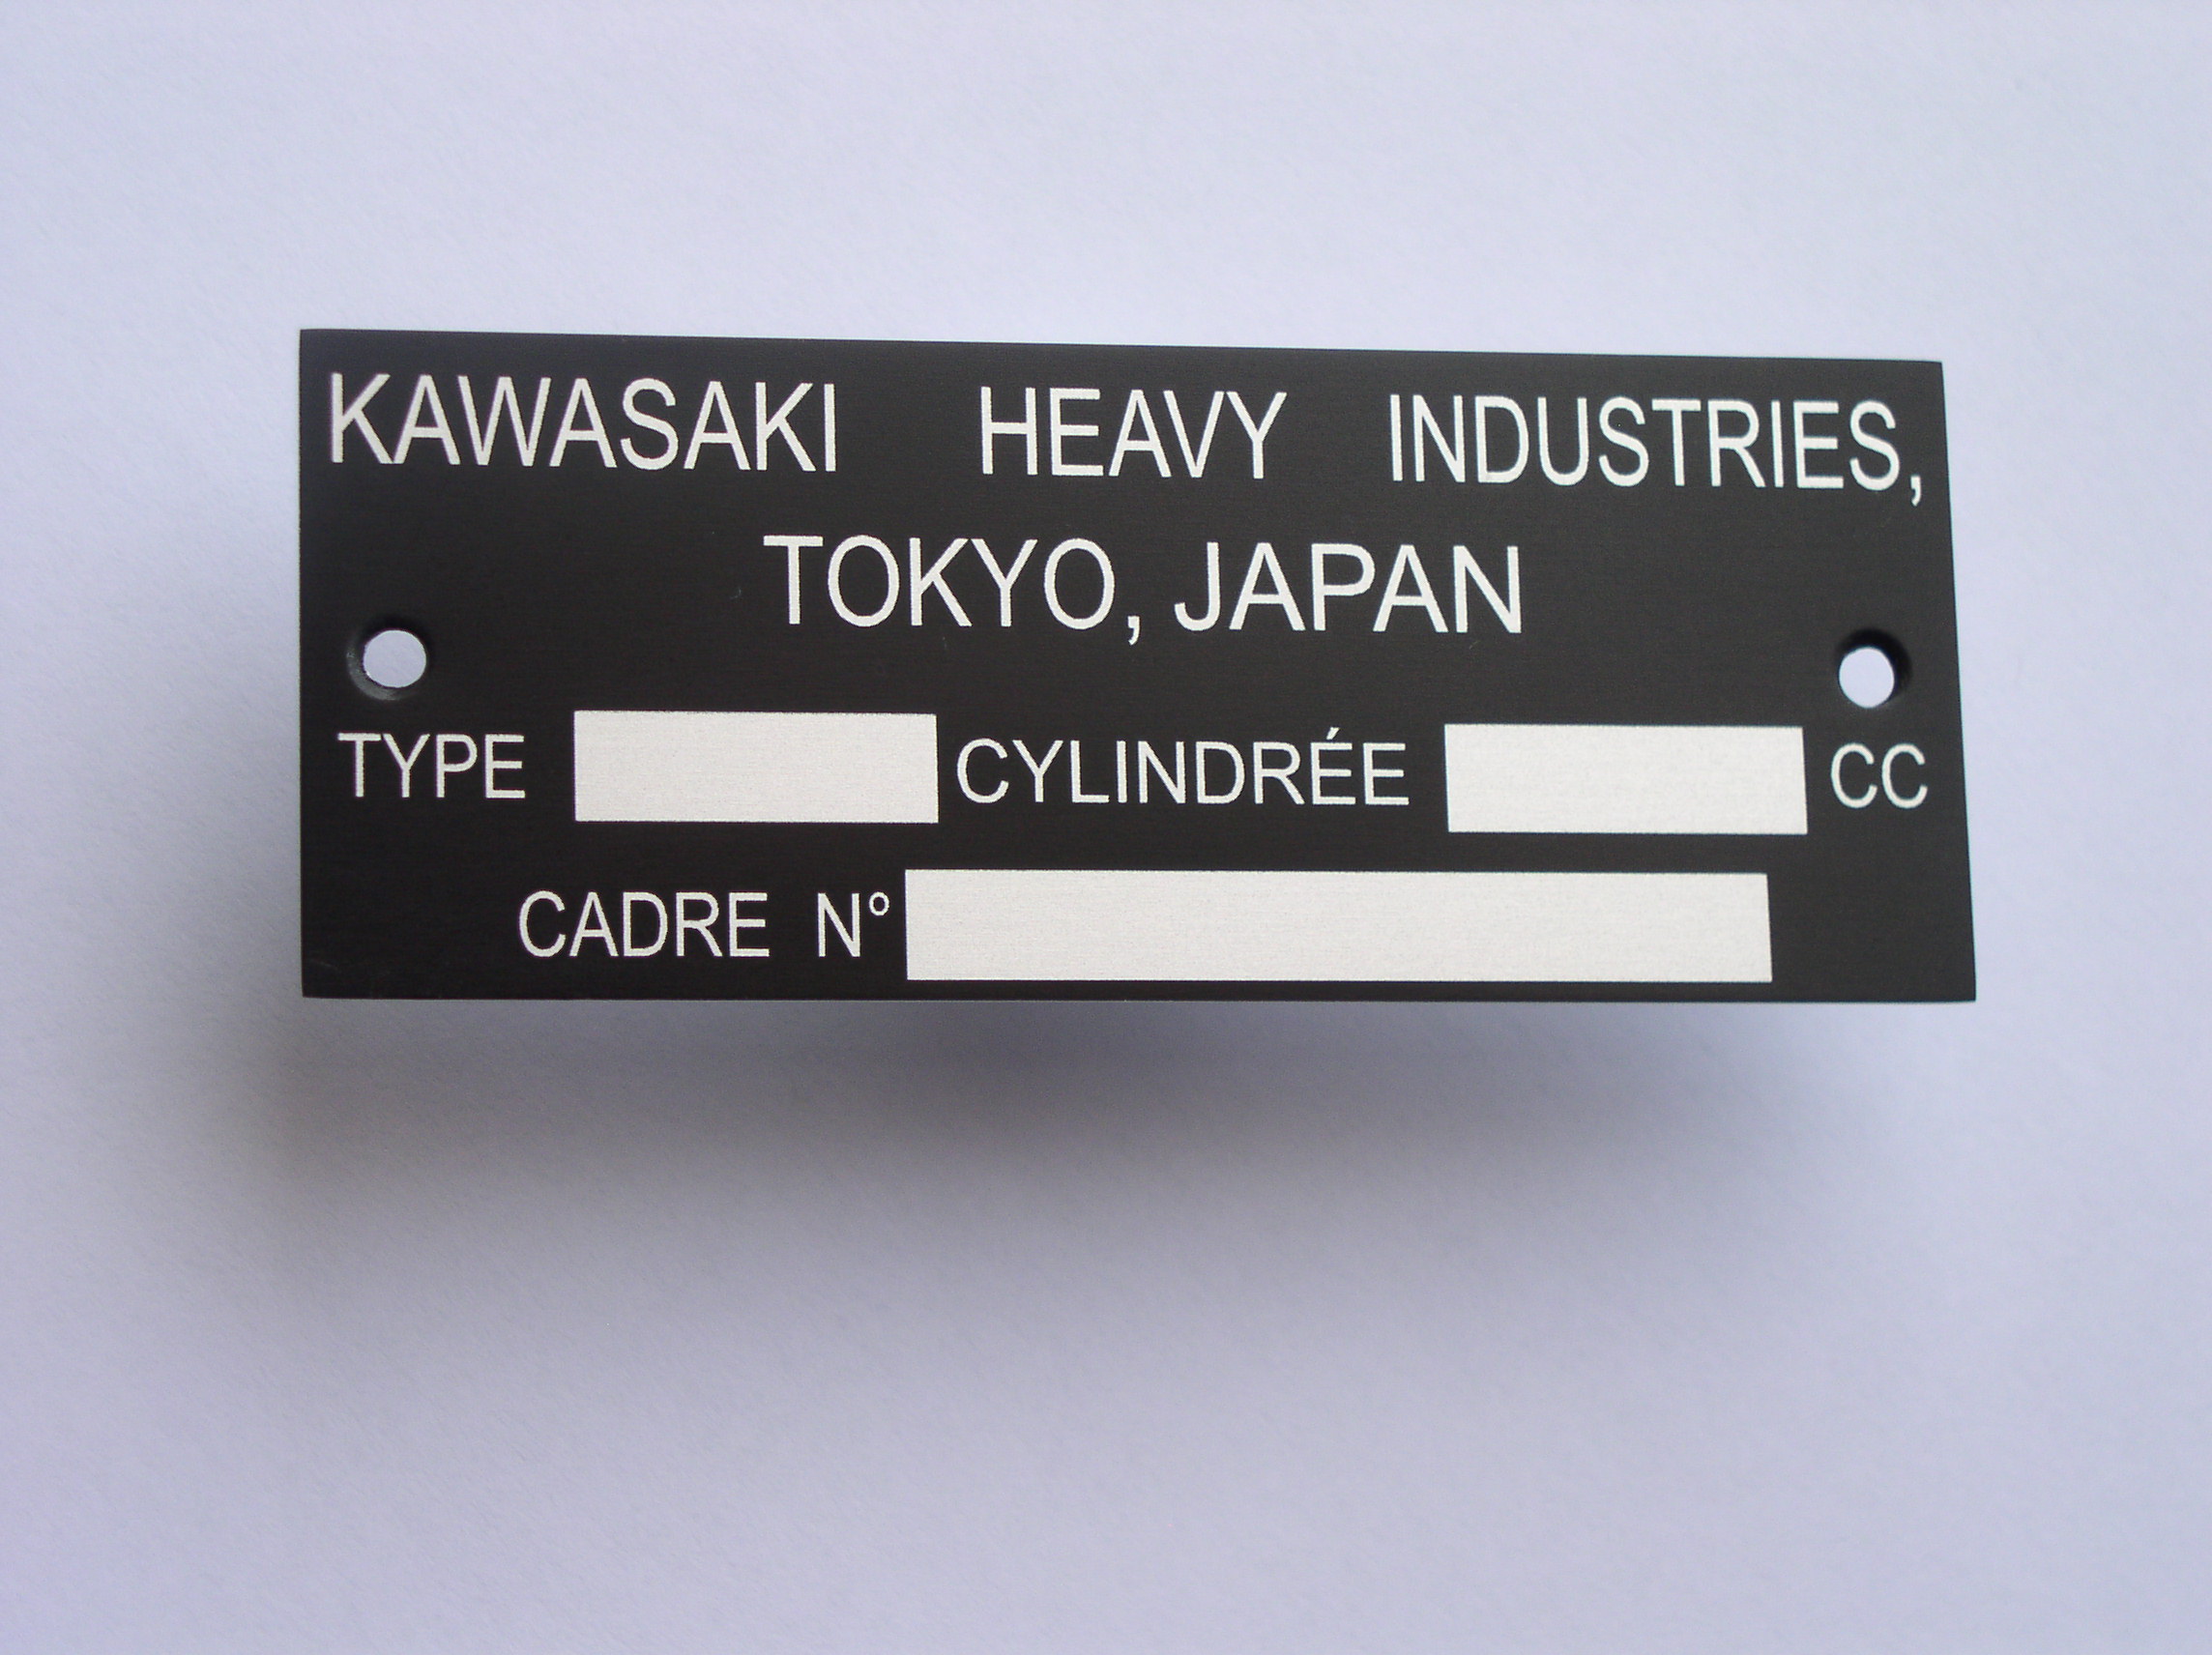 KAWASAKI HEAVY INDUSTRIES,
TOKYO, JAPAN
TYPE CYLINDRÉE CC
CADRE N°